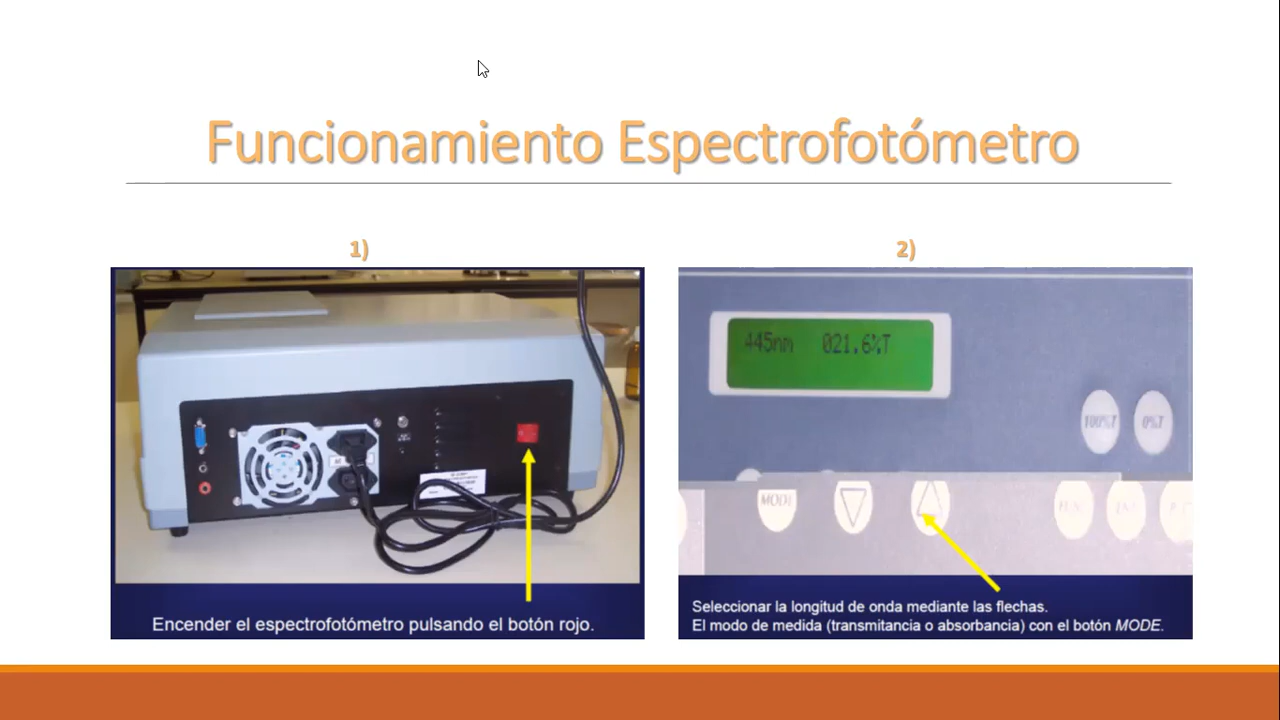 Funcionamiento Espectrofotómetro
1)
2)
445nm 021.6%T
100%T 0%T
MODE
Encender el espectrofotómetro pulsando el botón rojo.
Seleccionar la longitud de onda mediante las flechas.
El modo de medida (transmitancia o absorbancia) con el botón MODE.